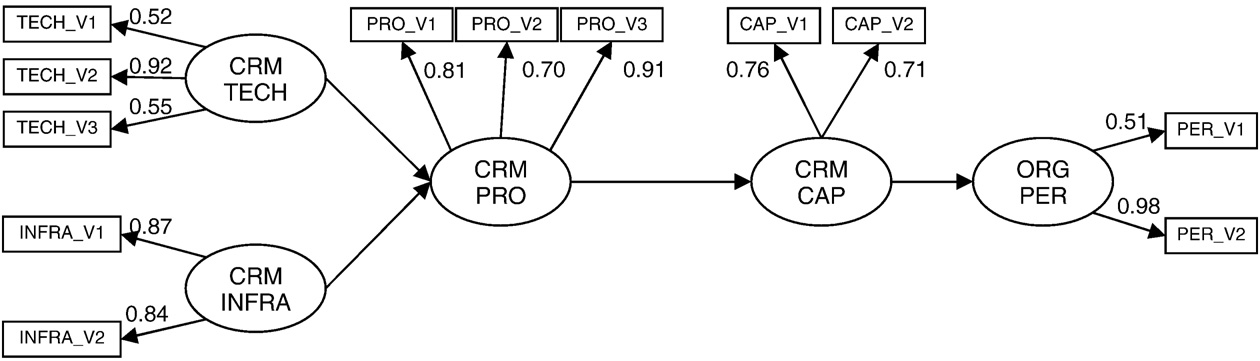 TECH_V1
0.52
TECH_V2
0.92
TECH_V3
0.55
CRM
TECH
INFRA_V1
0.87
INFRA_V2
0.84
CRM
INFRA
PRO_V1
PRO_V2
PRO_V3
0.81
0.70
0.91
CRM
PRO
CAP_V1
CAP_V2
0.76
0.71
CRM
CAP
ORG
PER
0.51
PER_V1
0.98
PER_V2